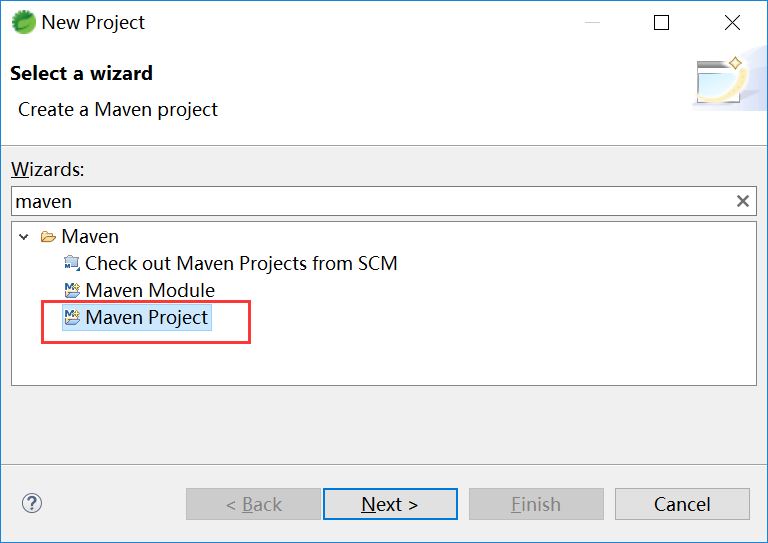 New Project
Select a wizard
Create a Maven project
Wizards:
maven
Maven
Check out Maven Projects from SCM
Maven Module
Maven Project
< Back Next > Finish Cancel